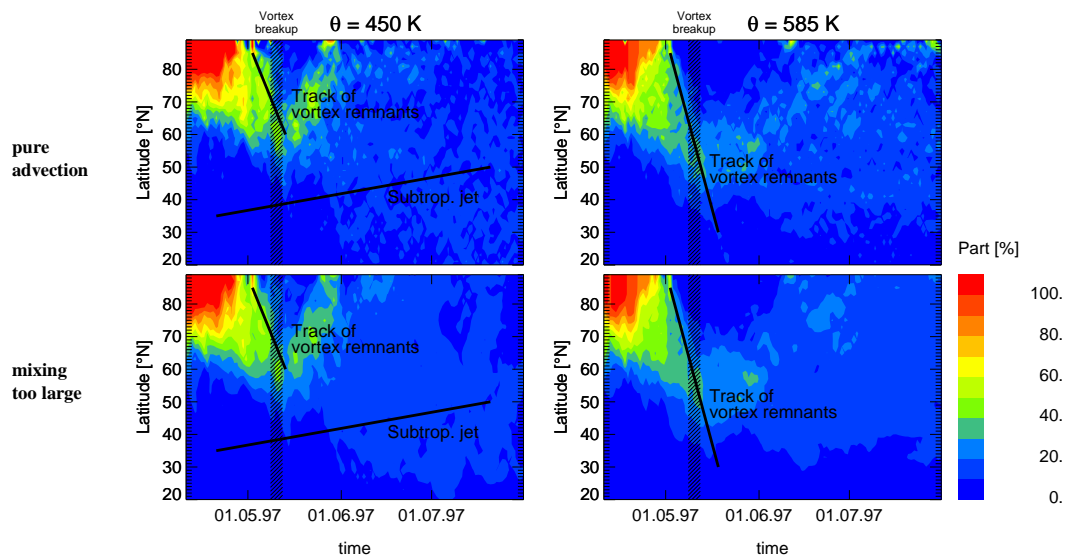 Vortex
breakup
θ = 450 K
Vortex
breakup
θ = 585 K
pure
advection
Latitude [°N]
80
70
60
50
40
30
20
Track of
vortex remnants
Subtrop. jet
Latitude [°N]
80
70
60
50
40
30
20
Track of
vortex remnants
mixing
too large
Latitude [°N]
80
70
60
50
40
30
20
Track of
vortex remnants
Subtrop. jet
01.05.97 01.06.97 01.07.97
time
Latitude [°N]
80
70
60
50
40
30
20
Track of
vortex remnants
01.05.97 01.06.97 01.07.97
time
Part [%]
100.
80.
60.
40.
20.
0.